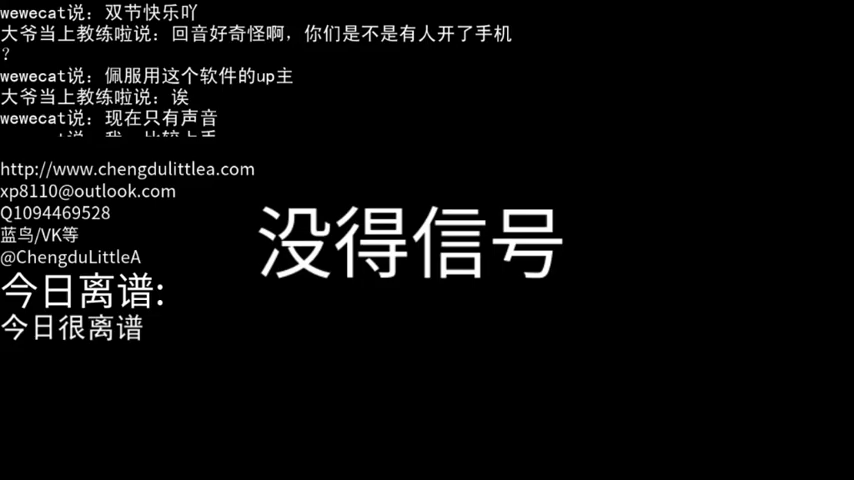 wewecat说：双节快乐吖
大爷当上教练啦说：回音好奇怪啊，你们是不是有人开了手机
？
wewecat说：佩服用这个软件的up主
大爷当上教练啦说：诶
wewecat说：现在只有声音
http://www.chengdulittlea.com
xp8110@outlook.com
Q1094469528
蓝鸟/VK等
@ChengduLittleA
没得信号
今日离谱:
今日很离谱